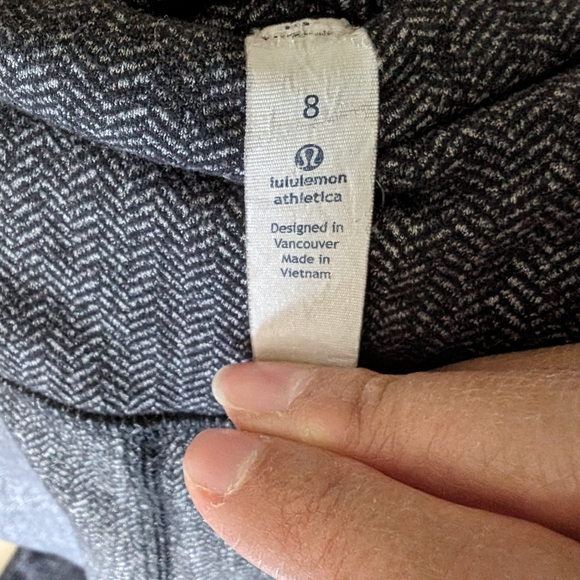 8
lululemon
athletica
Designed in
Vancouver
Made in
Vietnam